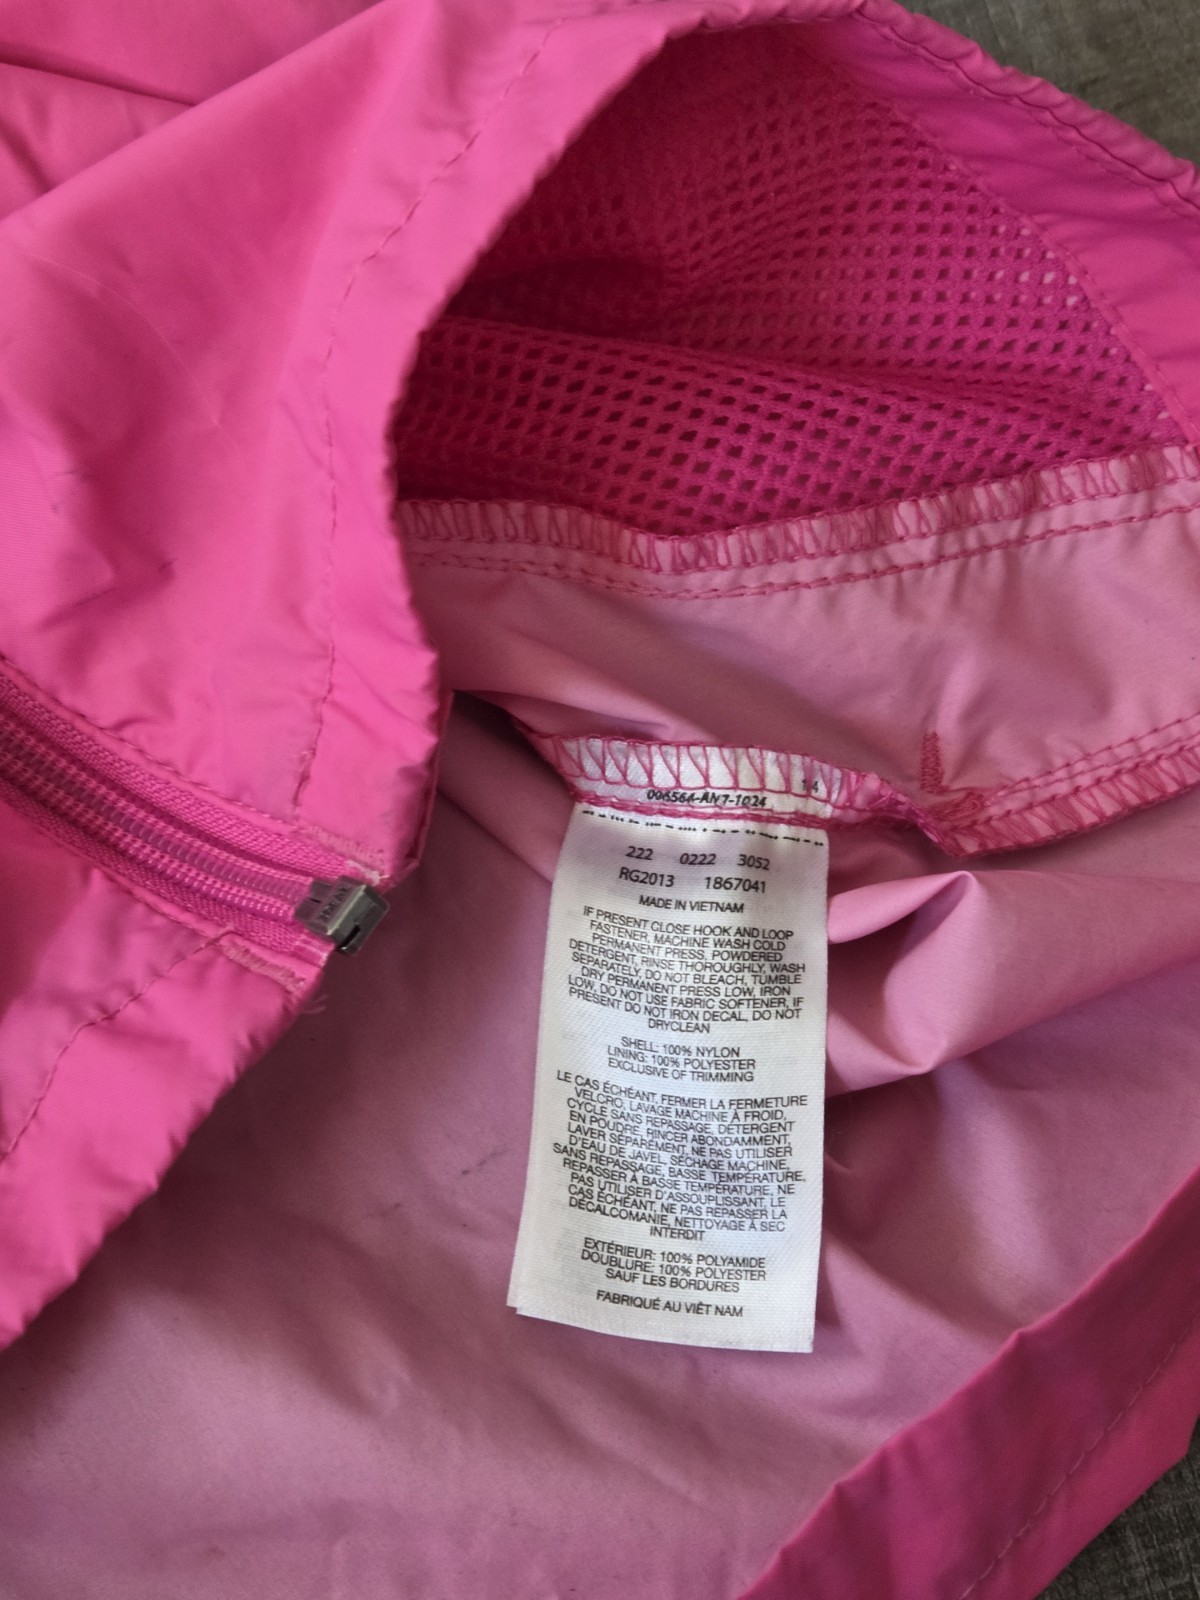 14
006564-AN7-1024
222 0222 3052
RG2013 1867041
MADE IN VIETNAM
IF PRESENT CLOSE HOOK AND LOOP
FASTENER, MACHINE WASH COLD
PERMANENT PRESS. POWDERED
DETERGENT, RINSE THOROUGHLY, WASH
SEPARATELY, DO NOT BLEACH, TUMBLE
DRY PERMANENT PRESS LOW, IRON
LOW, DO NOT USE FABRIC SOFTENER, IF
PRESENT DO NOT IRON DECAL, DO NOT
DRYCLEAN
SHELL: 100% NYLON
LINING: 100% POLYESTER
EXCLUSIVE OF TRIMMING
LE CAS ÉCHÉANT, FERMER LA FERMETURE
VELCRO, LAVAGE MACHINE À FROID,
CYCLE SANS REPASSAGE, DÉTERGENT
EN POUDRE, RINCER ABONDAMMENT,
LAVER SÉPARÉMENT, NE PAS UTILISER
D'EAU DE JAVEL, SÉCHAGE MACHINE,
SANS REPASSAGE, BASSE TEMPÉRATURE,
REPASSER À BASSE TEMPÉRATURE, NE
PAS UTILISER D'ASSOUPLISSANT, LE
CAS ÉCHÉANT, NE PAS REPASSER LA
DÉCALCOMANIE, NETTOYAGE À SEC
INTERDIT
EXTÉRIEUR: 100% POLYAMIDE
DOUBLURE: 100% POLYESTER
SAUF LES BORDURES
FABRIQUÉ AU VIÊT NAM